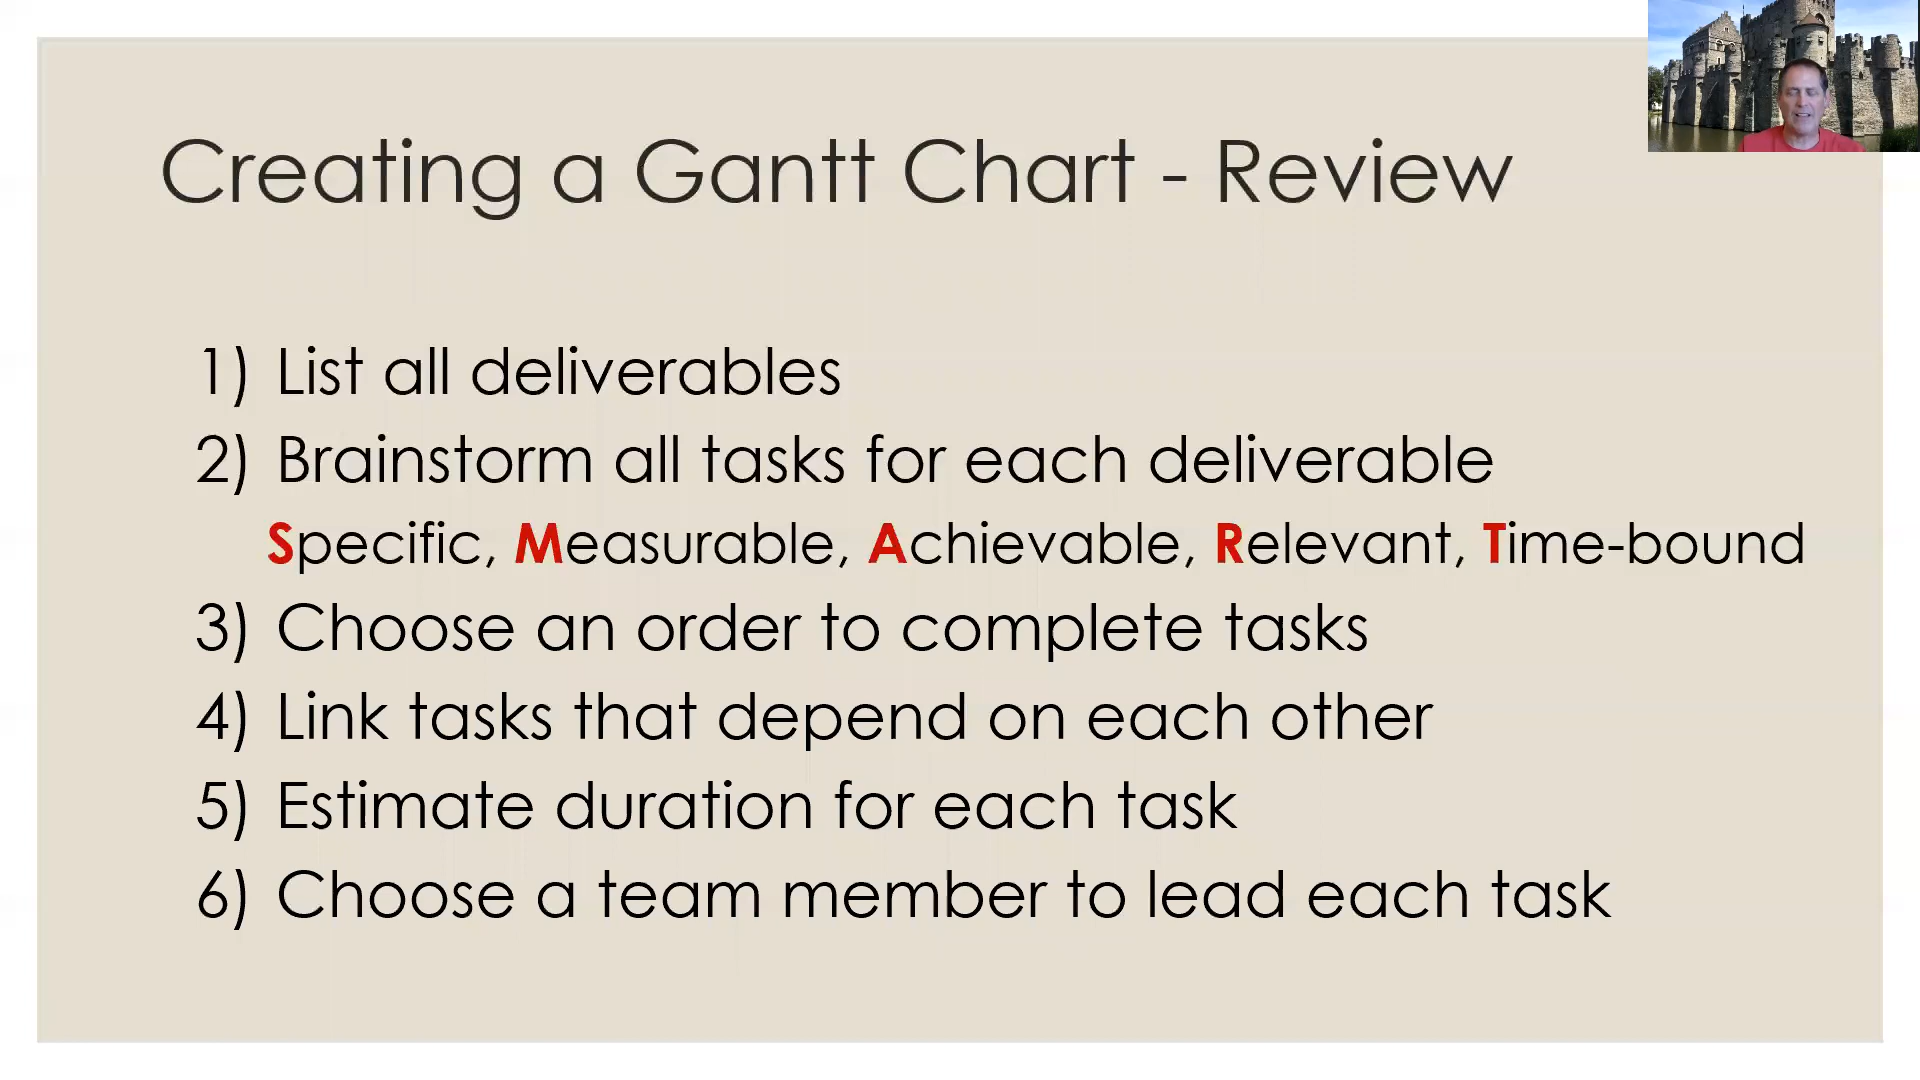 Creating a Gantt Chart - Review
1) List all deliverables
2) Brainstorm all tasks for each deliverable
Specific, Measurable, Achievable, Relevant, Time-bound
3) Choose an order to complete tasks
4) Link tasks that depend on each other
5) Estimate duration for each task
6) Choose a team member to lead each task